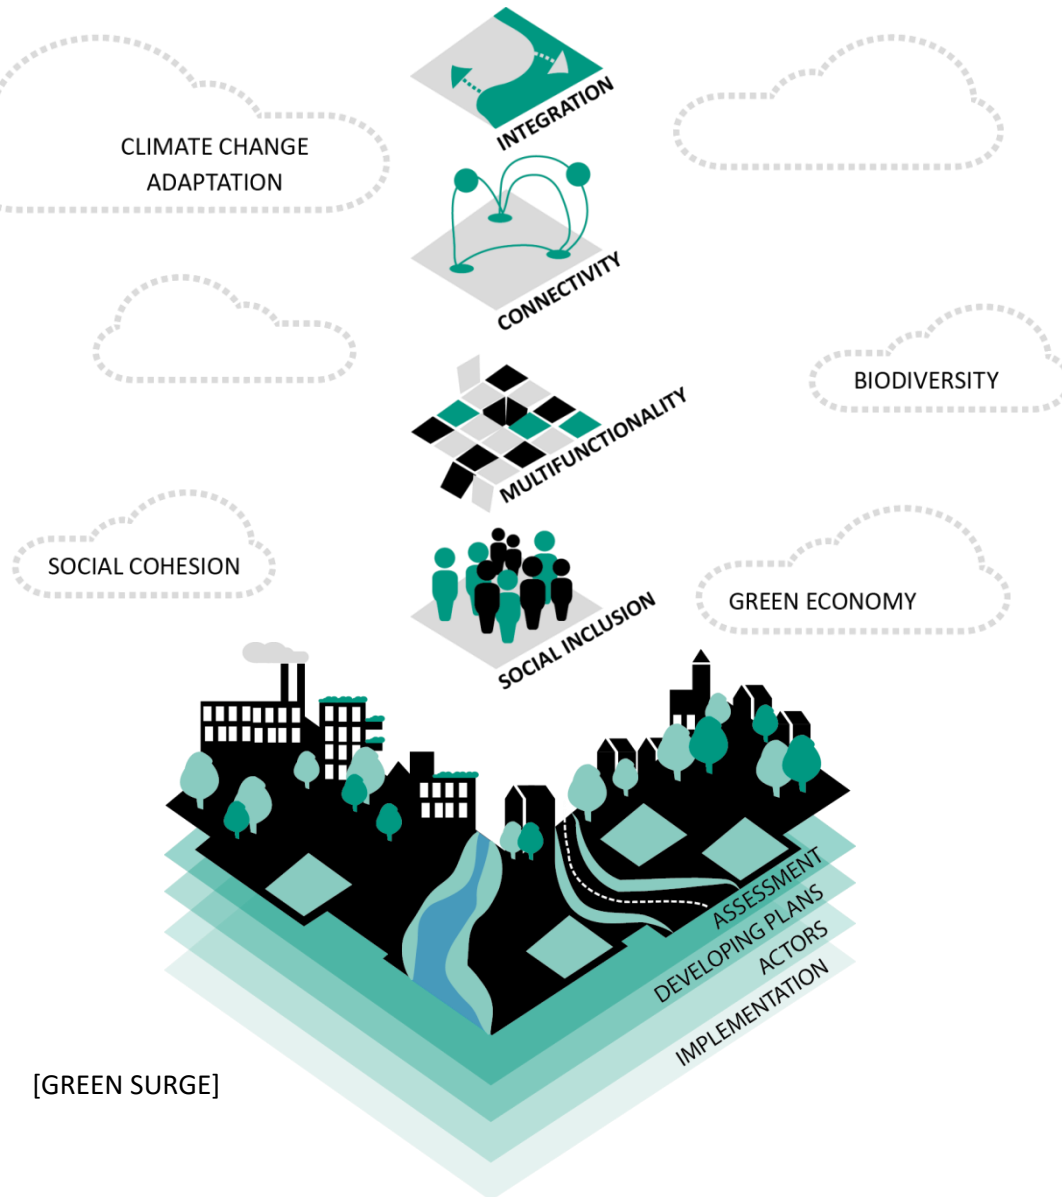 INTEGRATION
CLIMATE CHANGE
ADAPTATION
CONNECTIVITY
BIODIVERSITY
MULTIFUNCTIONALITY
SOCIAL COHESION
GREEN ECONOMY
SOCIAL INCLUSION
ASSESSMENT
DEVELOPING PLANS
ACTORS
IMPLEMENTATION
[GREEN SURGE]